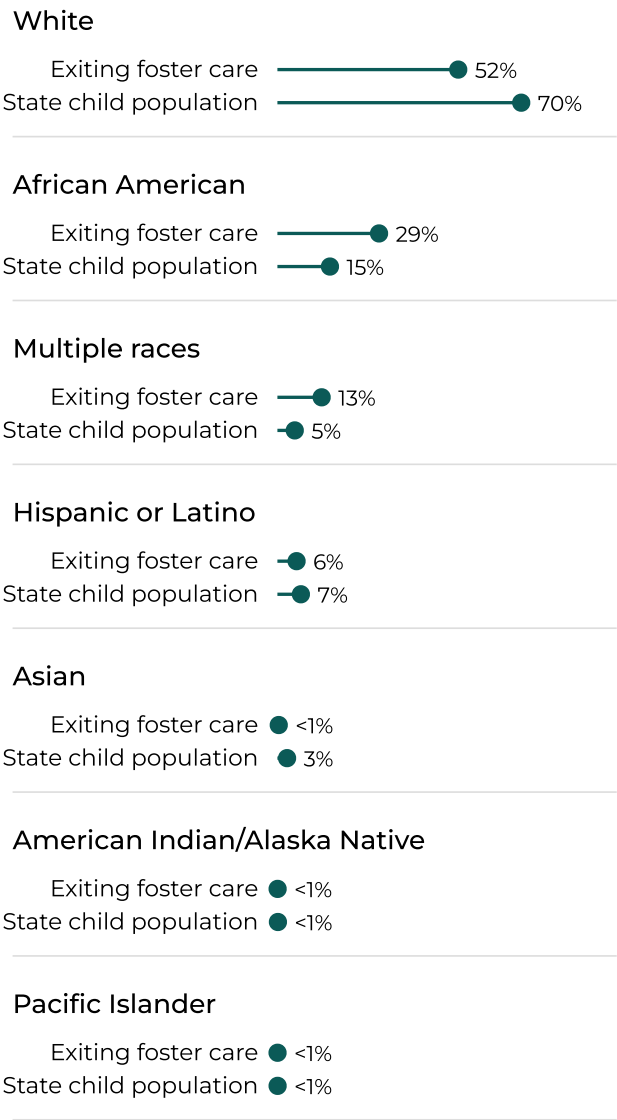 White
Exiting foster care 52%
State child population 70%
African American
Exiting foster care 29%
State child population 15%
Multiple races
Exiting foster care 13%
State child population 5%
Hispanic or Latino
Exiting foster care 6%
State child population 7%
Asian
Exiting foster care <1%
State child population 3%
American Indian/Alaska Native
Exiting foster care <1%
State child population <1%
Pacific Islander
Exiting foster care <1%
State child population <1%